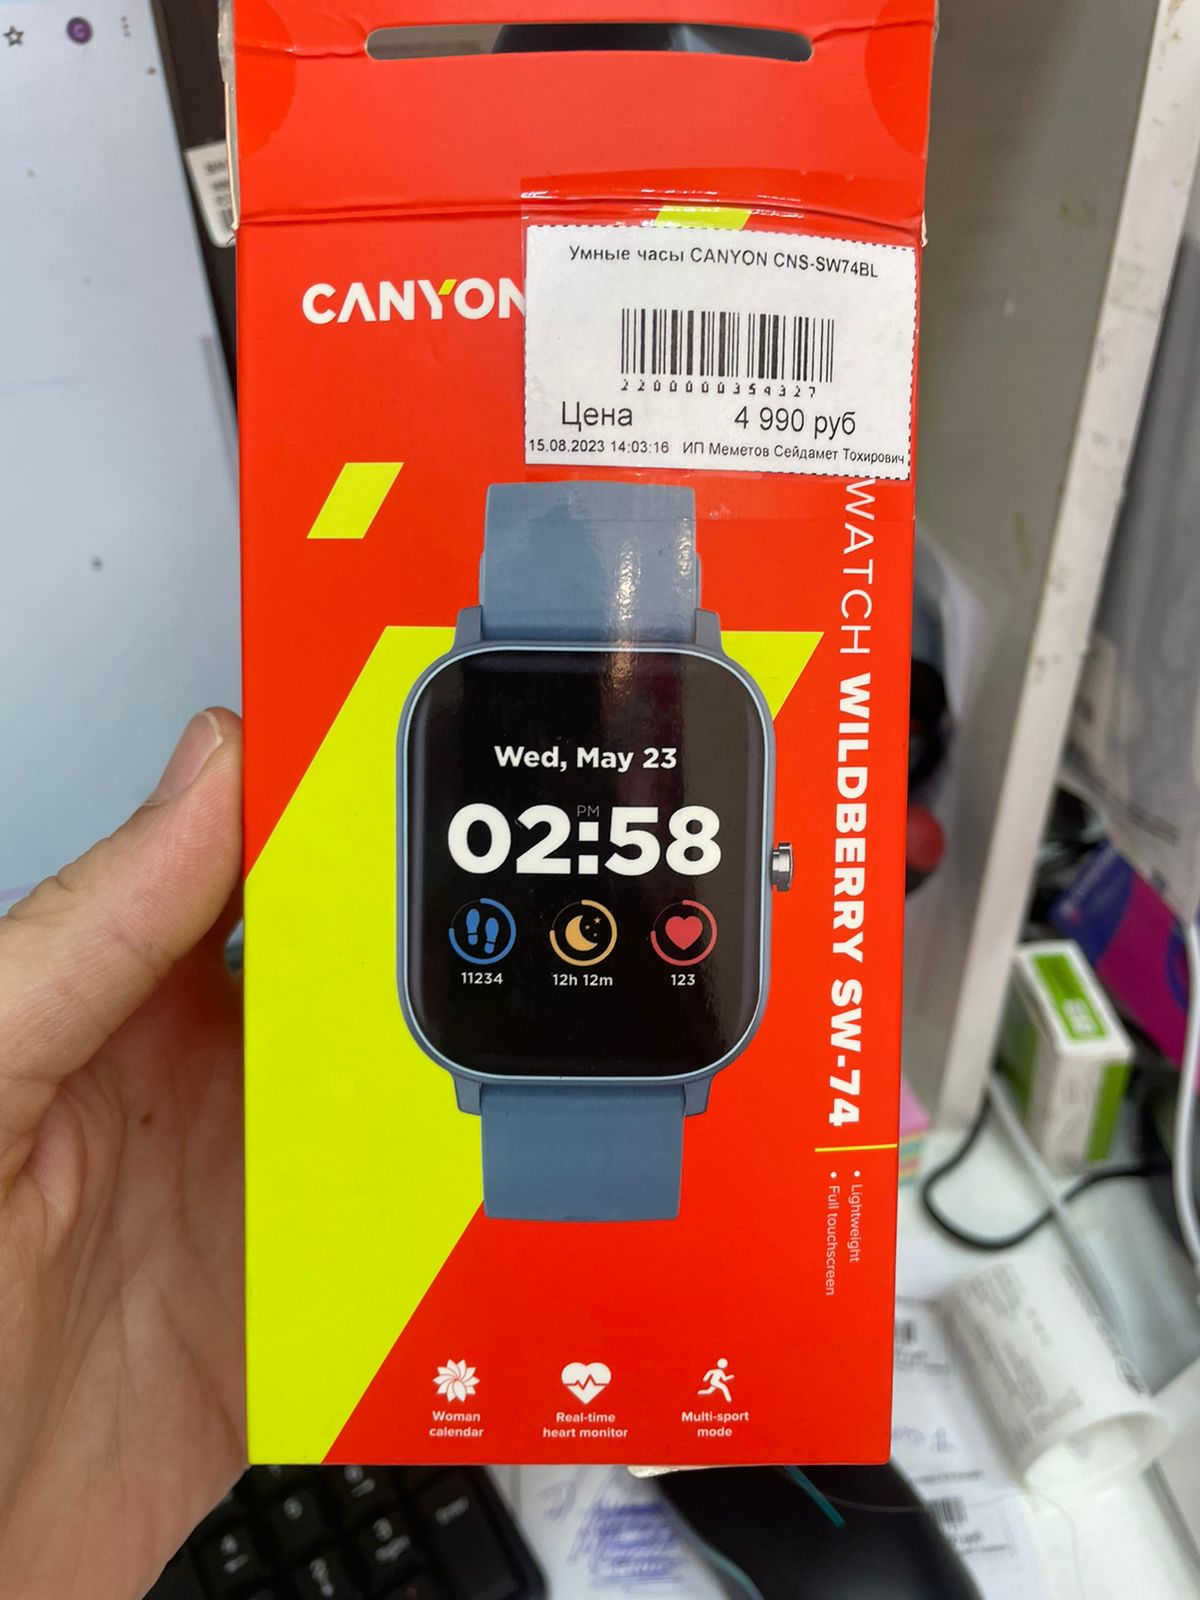 Умные часы CANYON CNS-SW74BL
2200000354327
Цена 4 990 руб
15.08.2023 14:03:16 ИП Меметов Сейдамет Тохирович
CANYON
WATCH WILDBERRY SW-74
• Lightweight
• Full touchscreen
Wed, May 23
PM
02:58
11234
12h 12m
123
Woman
calendar
Real-time
heart monitor
Multi-sport
mode